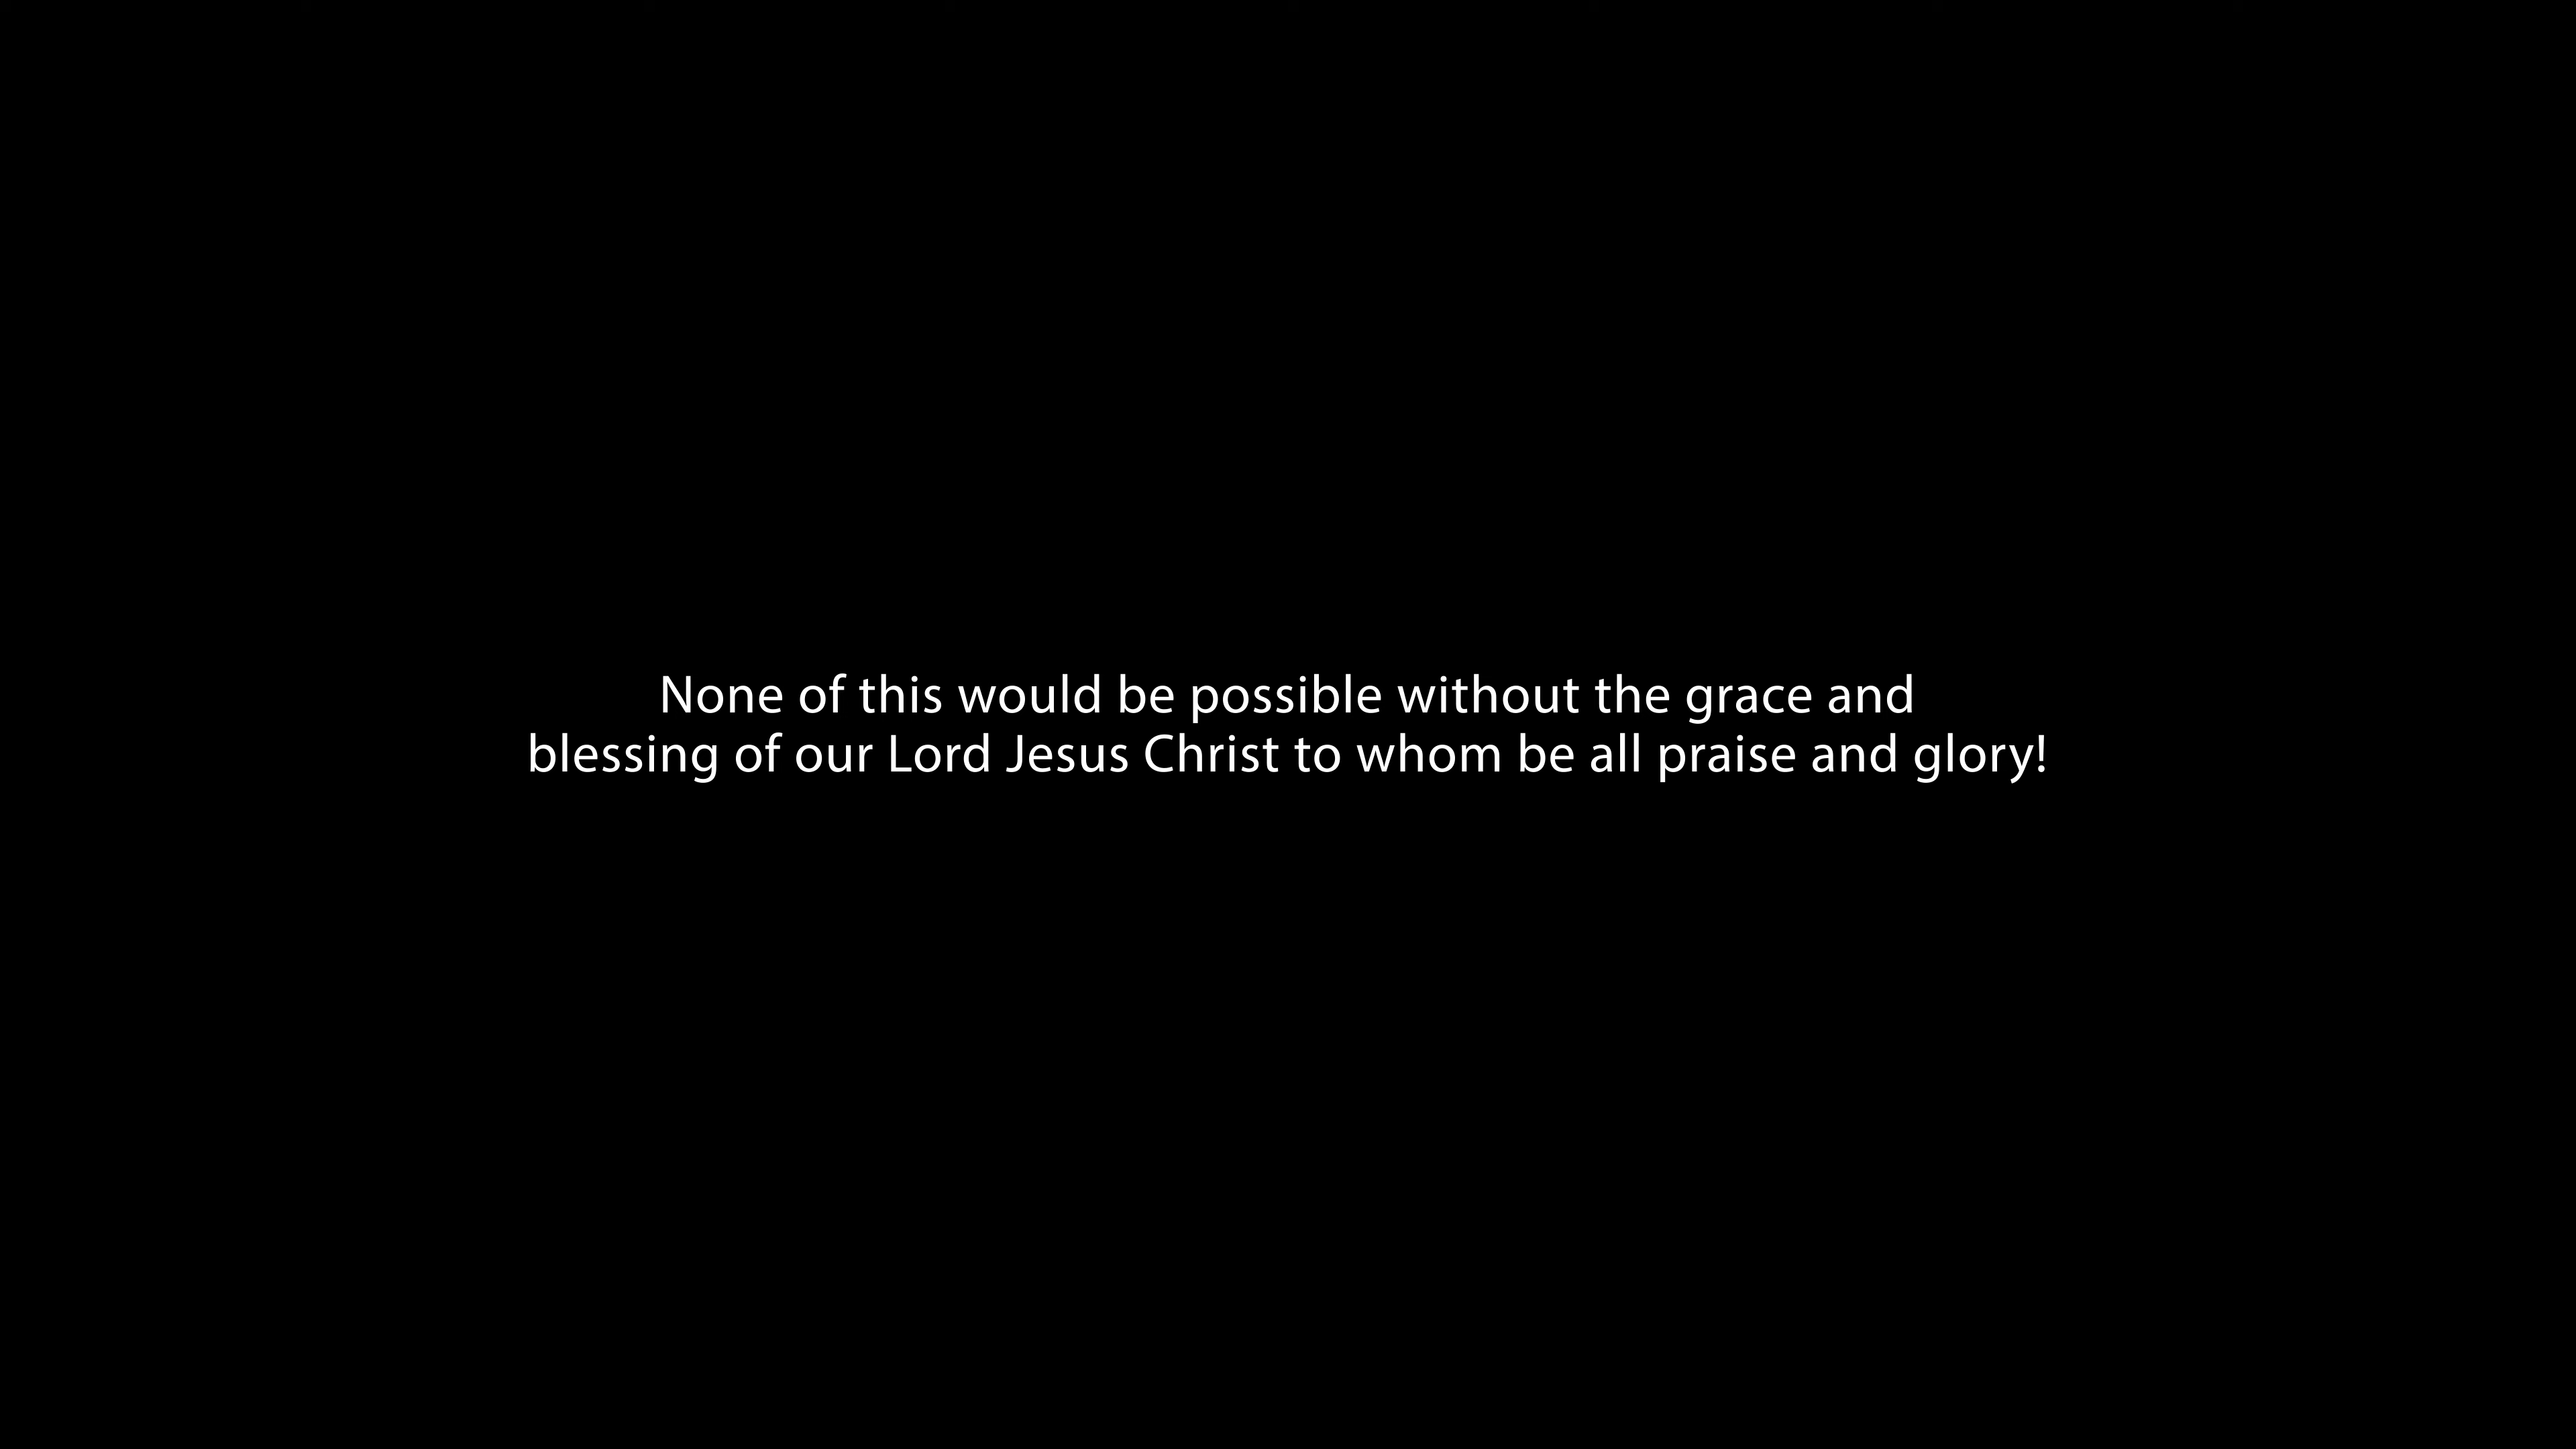 None of this would be possible without the grace and
blessing of our Lord Jesus Christ to whom be all praise and glory!